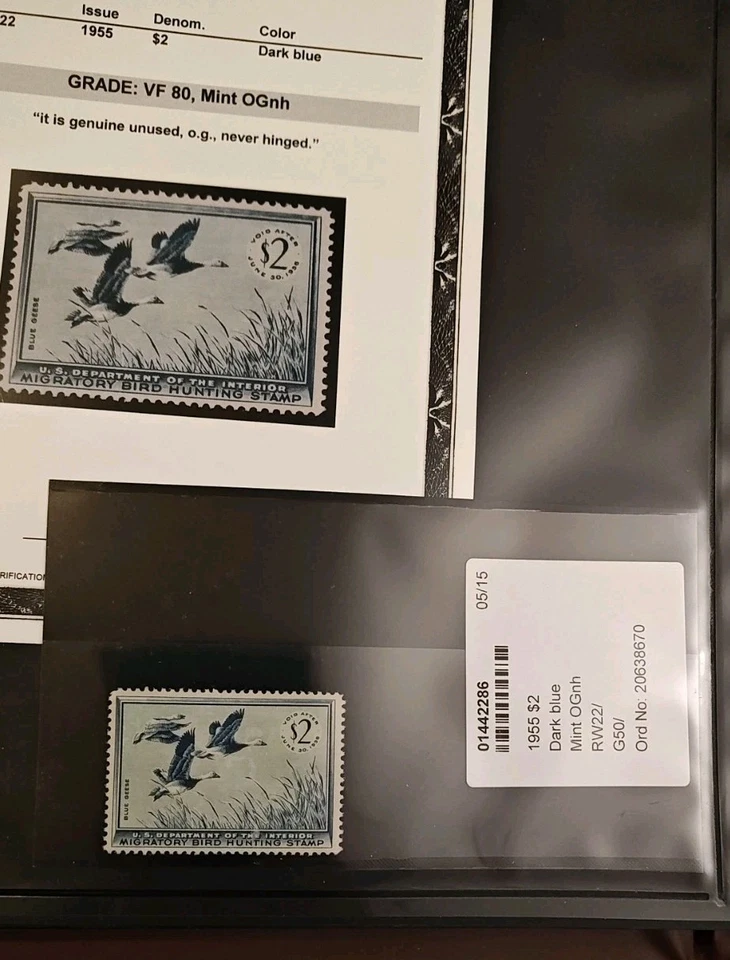 Issue Denom. Color
22 1955 $2 Dark blue
GRADE: VF 80, Mint OGnh
“it is genuine unused, o.g., never hinged.”
VOID AFTER
$2
JUNE 30, 1956
BLUE GEESE
U. S. DEPARTMENT OF THE INTERIOR
MIGRATORY BIRD HUNTING STAMP
RIFICATIO
05/15
01442286
1955 $2
Dark blue
Mint OGnh
RW22/
G50/
Ord No: 20638670
VOID AFTER
$2
JUNE 30, 1956
BLUE GEESE
U. S. DEPARTMENT OF THE INTERIOR
MIGRATORY BIRD HUNTING STAMP